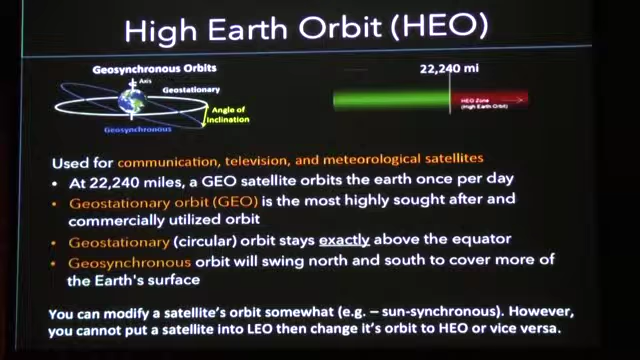 High Earth Orbit (HEO)
Geosynchronous Orbits
Axis
Geostationary
Angle of
Inclination
Geosynchronous
22,240 mi
HEO Zone
(High Earth Orbit)
Used for communication, television, and meteorological satellites
• At 22,240 miles, a GEO satellite orbits the earth once per day
• Geostationary orbit (GEO) is the most highly sought after and
commercially utilized orbit
• Geostationary (circular) orbit stays exactly above the equator
• Geosynchronous orbit will swing north and south to cover more of
the Earth's surface
You can modify a satellite's orbit somewhat (e.g. – sun-synchronous). However,
you cannot put a satellite into LEO then change it's orbit to HEO or vice versa.